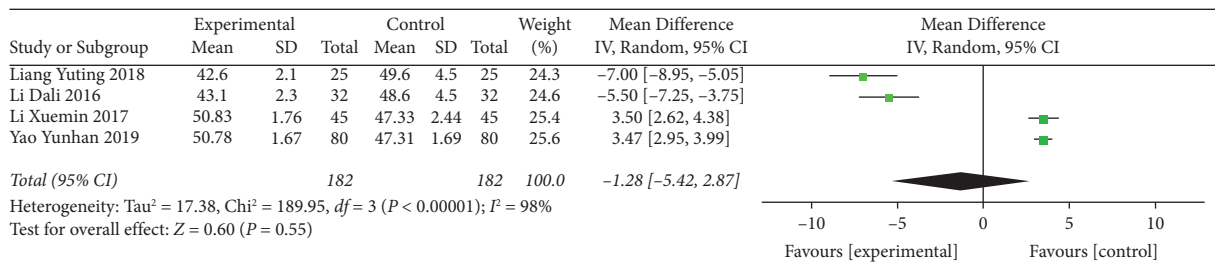 Experimental Control Weight Mean Difference Mean Difference
Study or Subgroup Mean SD Total Mean SD Total (%) IV, Random, 95% CI IV, Random, 95% CI
Liang Yuting 2018 42.6 2.1 25 49.6 4.5 25 24.3 –7.00 [–8.95, –5.05]
Li Dali 2016 43.1 2.3 32 48.6 4.5 32 24.6 –5.50 [–7.25, –3.75]
Li Xuemin 2017 50.83 1.76 45 47.33 2.44 45 25.4 3.50 [2.62, 4.38]
Yao Yunhan 2019 50.78 1.67 80 47.31 1.69 80 25.6 3.47 [2.95, 3.99]
Total (95% CI) 182 182 100.0 –1.28 [–5.42, 2.87]
Heterogeneity: Tau² = 17.38, Chi² = 189.95, df = 3 (P < 0.00001); I² = 98%
Test for overall effect: Z = 0.60 (P = 0.55)
–10 –5 0 5 10
Favours [experimental] Favours [control]